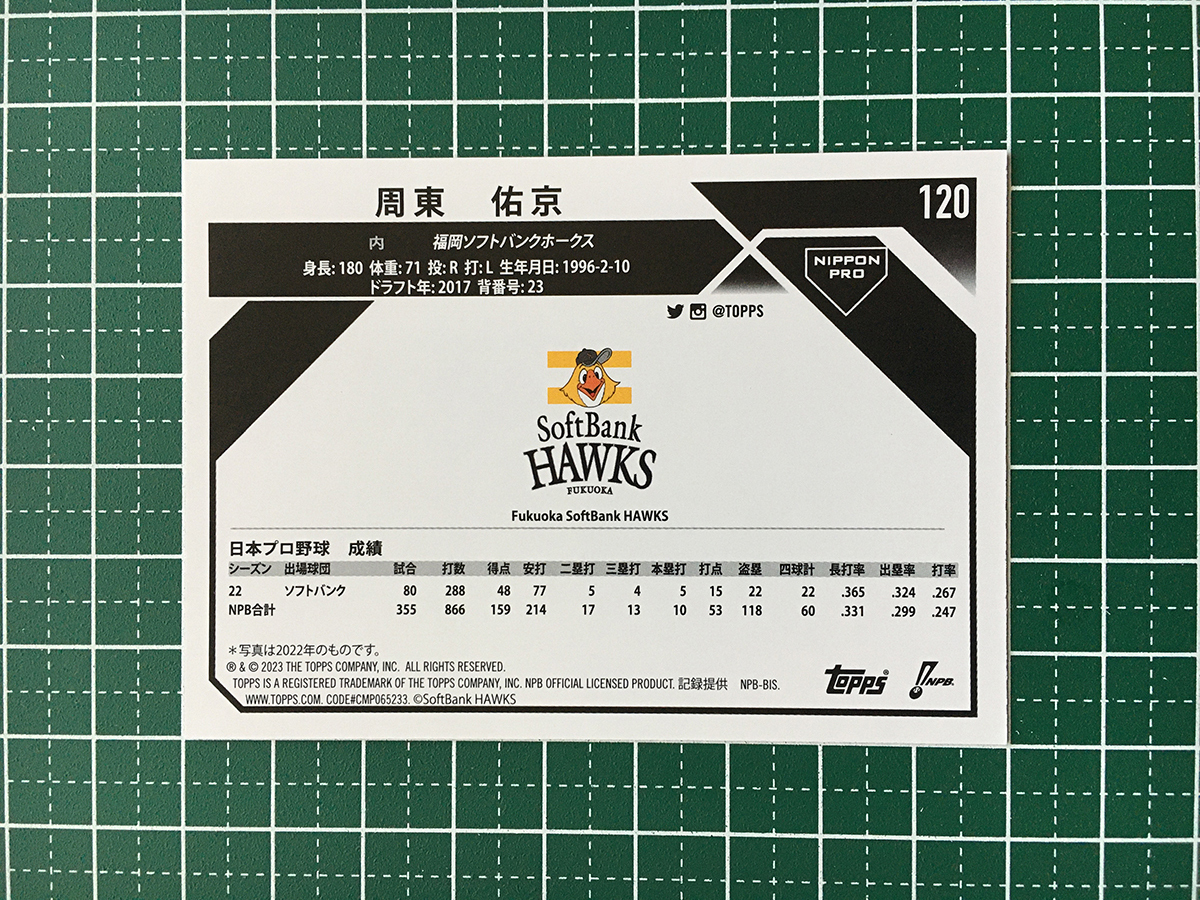 周東 佑京
120
内 福岡ソフトバンクホークス
身長: 180 体重: 71 投: R 打: L 生年月日: 1996-2-10
ドラフト年: 2017 背番号: 23
NIPPON
PRO
@TOPPS
SoftBank
HAWKS
FUKUOKA
Fukuoka SoftBank HAWKS
日本プロ野球 成績
シーズン 出場球団 試合 打数 得点 安打 二塁打 三塁打 本塁打 打点 盗塁 四球計 長打率 出塁率 打率
22 ソフトバンク 80 288 48 77 5 4 5 15 22 22 .365 .324 .267
NPB合計 355 866 159 214 17 13 10 53 118 60 .331 .299 .247
＊写真は2022年のものです。
® & © 2023 THE TOPPS COMPANY, INC. ALL RIGHTS RESERVED.
TOPPS IS A REGISTERED TRADEMARK OF THE TOPPS COMPANY, INC. NPB OFFICIAL LICENSED PRODUCT. 記録提供 NPB-BIS.
WWW.TOPPS.COM. CODE#CMP065233. ©SoftBank HAWKS
TOPPS®
NPB.